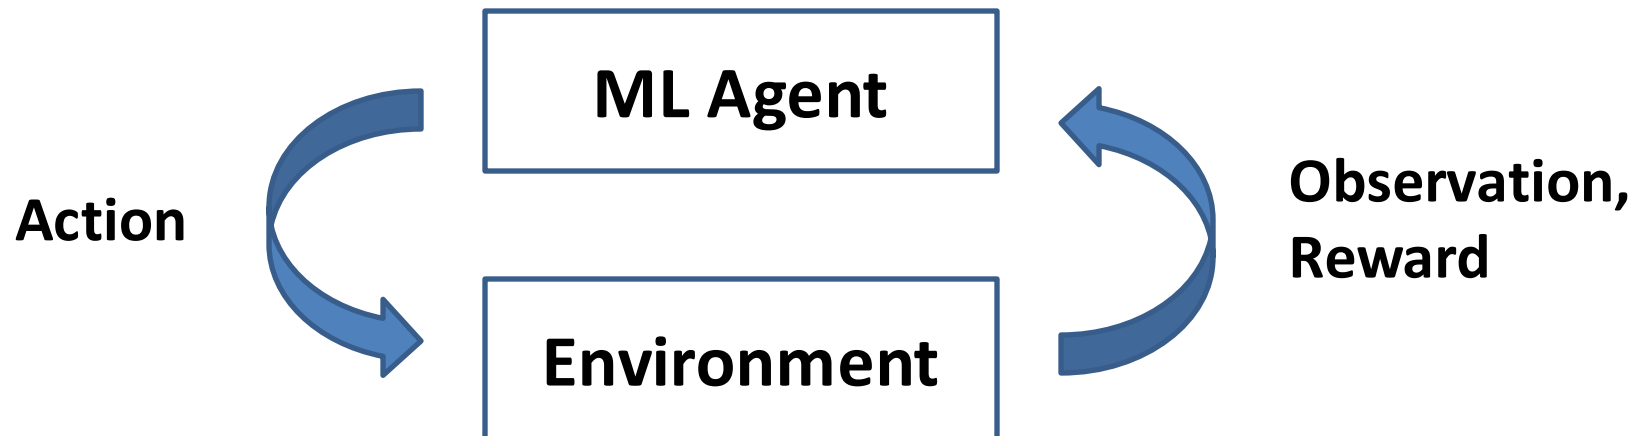 ML Agent
Action
Observation,
Reward
Environment